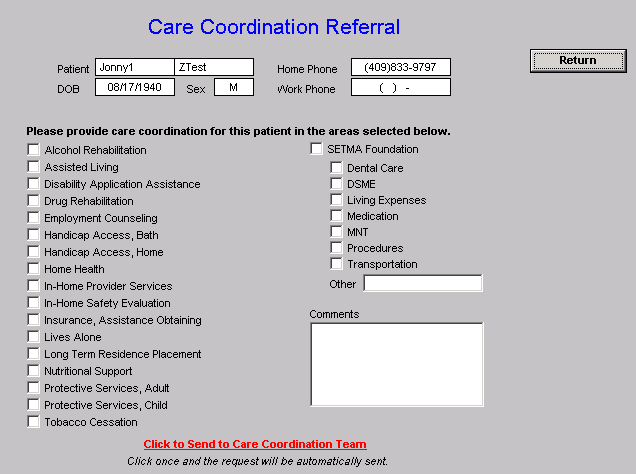 Care Coordination Referral
Patient Jonny1 ZTest Home Phone (409)833-9797 Return
DOB 08/17/1940 Sex M Work Phone ( ) -
Please provide care coordination for this patient in the areas selected below.
Alcohol Rehabilitation
Assisted Living
Disability Application Assistance
Drug Rehabilitation
Employment Counseling
Handicap Access, Bath
Handicap Access, Home
Home Health
In-Home Provider Services
In-Home Safety Evaluation
Insurance, Assistance Obtaining
Lives Alone
Long Term Residence Placement
Nutritional Support
Protective Services, Adult
Protective Services, Child
Tobacco Cessation
SETMA Foundation
Dental Care
DSME
Living Expenses
Medication
MNT
Procedures
Transportation
Other
Comments
Click to Send to Care Coordination Team
Click once and the request will be automatically sent.